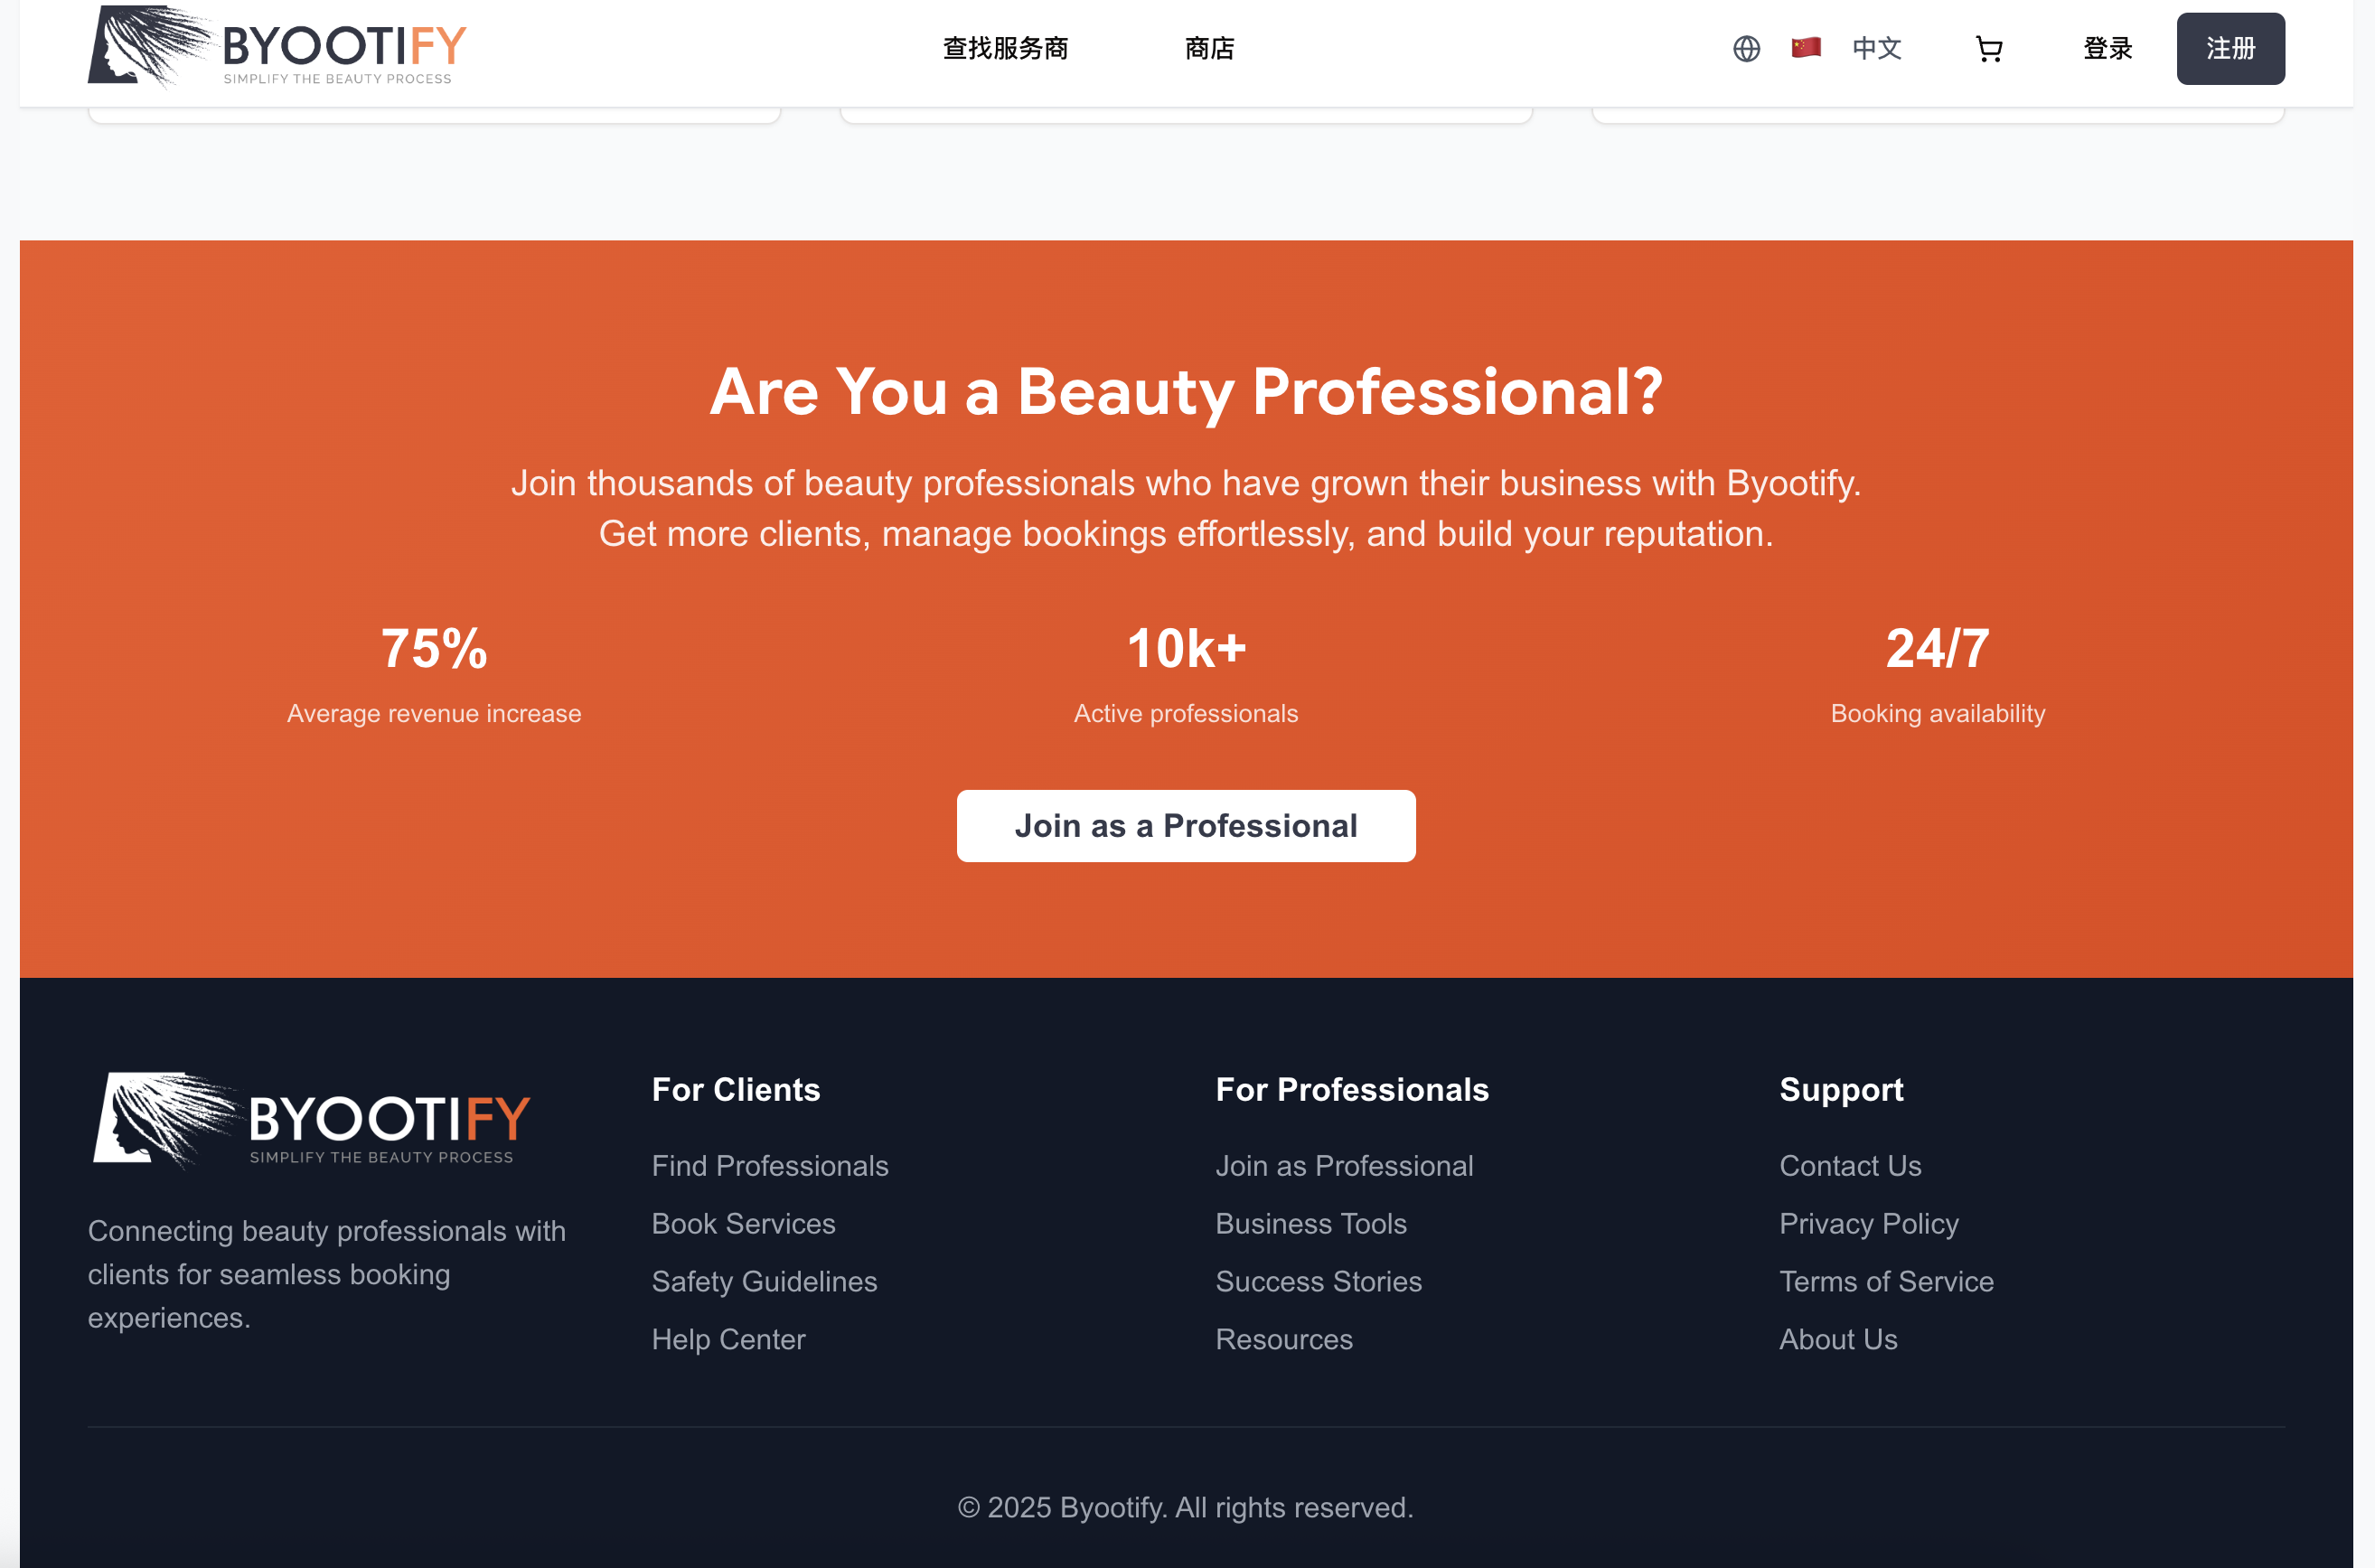 BYOOTIFY
SIMPLIFY THE BEAUTY PROCESS
查找服务商
商店
中文
登录
注册
Are You a Beauty Professional?
Join thousands of beauty professionals who have grown their business with Byootify.
Get more clients, manage bookings effortlessly, and build your reputation.
75%
Average revenue increase
10k+
Active professionals
24/7
Booking availability
Join as a Professional
BYOOTIFY
SIMPLIFY THE BEAUTY PROCESS
Connecting beauty professionals with
clients for seamless booking
experiences.
For Clients
Find Professionals
Book Services
Safety Guidelines
Help Center
For Professionals
Join as Professional
Business Tools
Success Stories
Resources
Support
Contact Us
Privacy Policy
Terms of Service
About Us
© 2025 Byootify. All rights reserved.